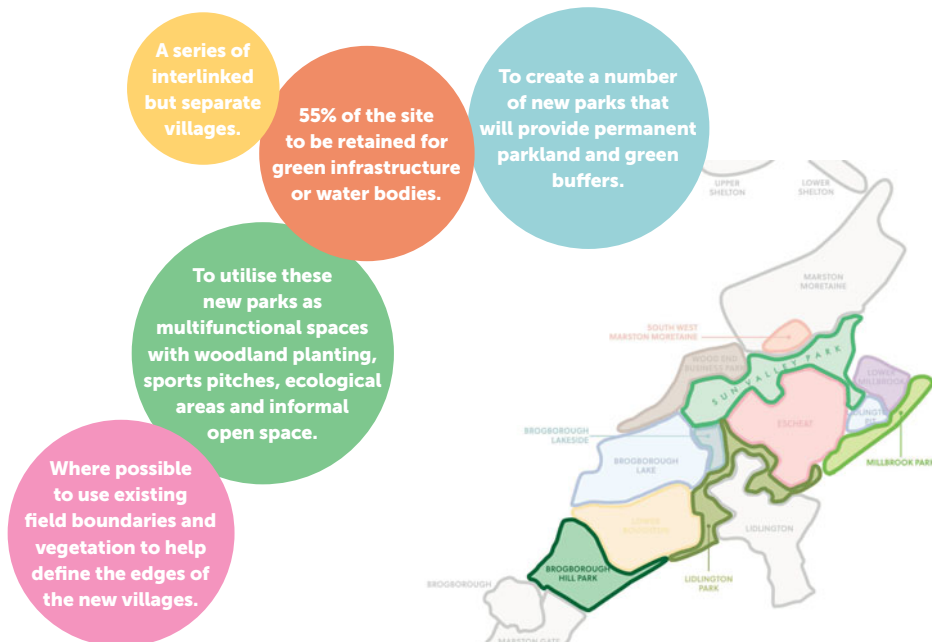 A series of
interlinked
but separate
villages.
55% of the site
to be retained for
green infrastructure
or water bodies.
To create a number
of new parks that
will provide permanent
parkland and green
buffers.
To utilise these
new parks as
multifunctional spaces
with woodland planting,
sports pitches, ecological
areas and informal
open space.
Where possible
to use existing
field boundaries and
vegetation to help
define the edges of
the new villages.
UPPER
SHELTON
LOWER
SHELTON
MARSTON
MORETAINE
SOUTH WEST
MARSTON MORETAINE
WOOD END
BUSINESS PARK
SUN VALLEY PARK
LOWER
MILLBROOK
ESCHEAT
BROGBOROUGH
LAKESIDE
BROGBOROUGH
LAKE
MILLBROOK PARK
LOWER
LIDLINGTON
LIDLINGTON
PARK
BROGBOROUGH
HILL PARK
BROGBOROUGH
MARSTON GATE